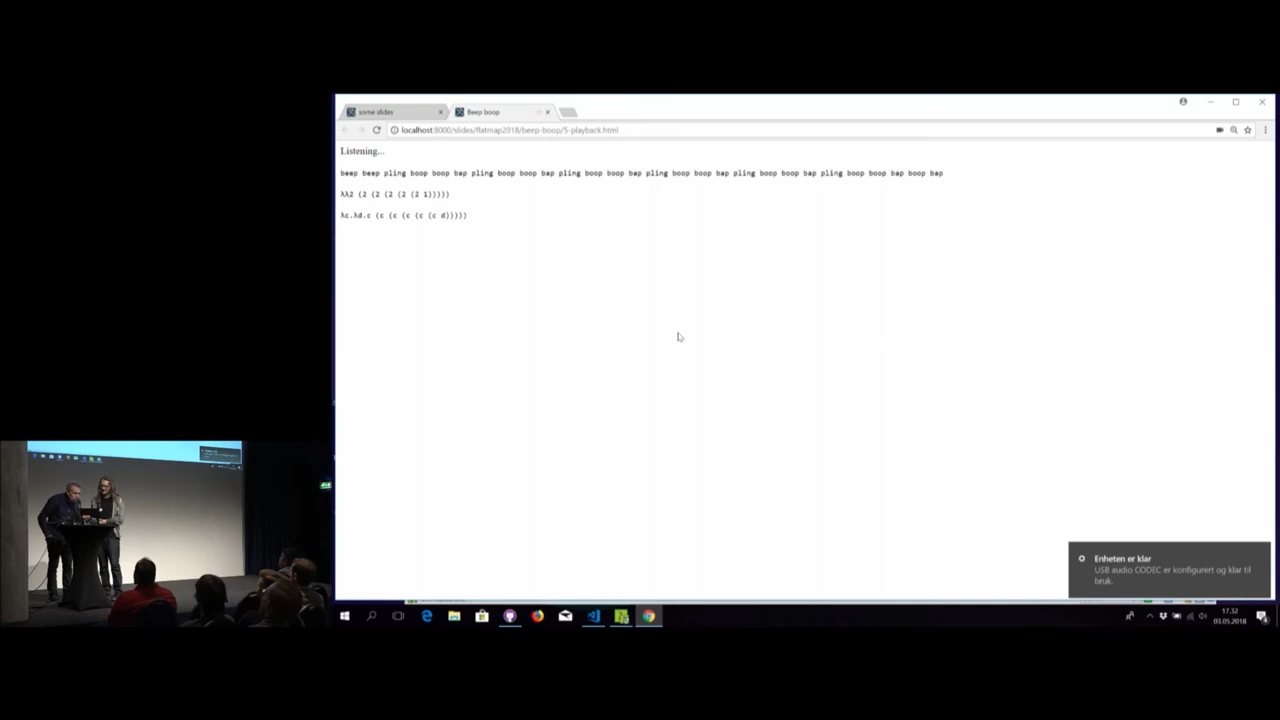 some slides
Beep boop
localhost:8000/slides/flatmap2018/beep-boop/5-playback.html
Listening...
beep beep pling boop boop bap pling boop boop bap pling boop boop bap pling boop boop bap pling boop boop bap pling boop boop bap boop bap
λλ2 (2 (2 (2 (2 (2 1)))))
λc.λd.c (c (c (c (c (c d)))))
Enheten er klar
USB audio CODEC er konfigurert og klar til
bruk.
17.32
03.05.2018